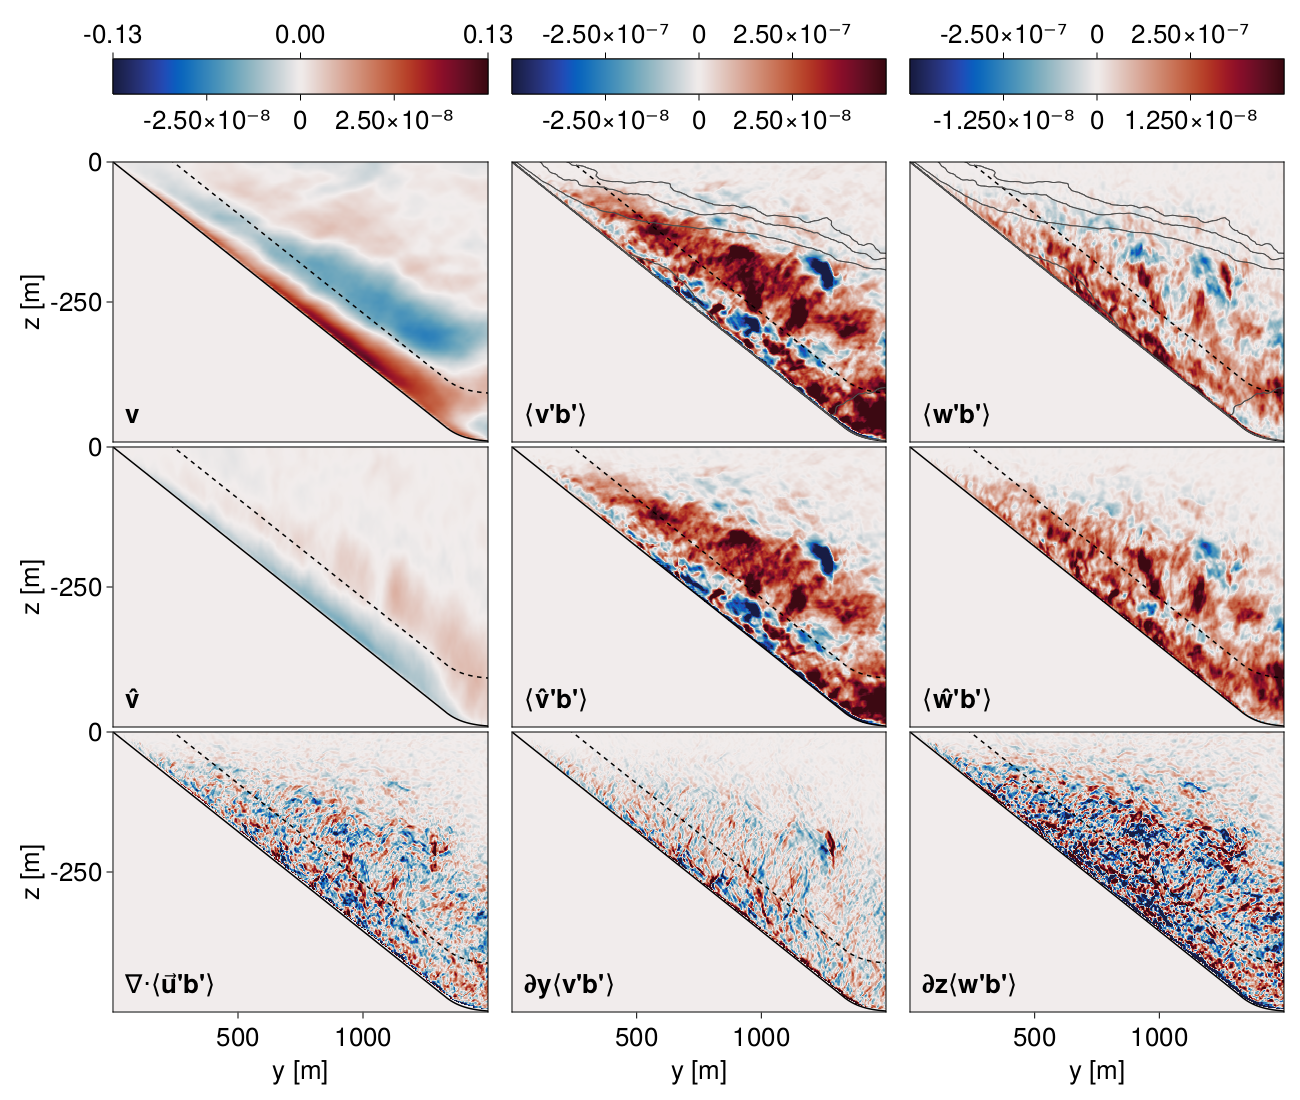 -0.13 0.00 0.13 -2.50×10⁻⁷ 0 2.50×10⁻⁷ -2.50×10⁻⁷ 0 2.50×10⁻⁷
-2.50×10⁻⁸ 0 2.50×10⁻⁸ -2.50×10⁻⁸ 0 2.50×10⁻⁸ -1.250×10⁻⁸ 0 1.250×10⁻⁸
0
-250
z [m]
v ⟨v'b'⟩ ⟨w'b'⟩
0
-250
z [m]
v̂ ⟨v̂'b'⟩ ⟨ŵ'b'⟩
0
-250
z [m]
∇·⟨u⃗'b'⟩ ∂y⟨v'b'⟩ ∂z⟨w'b'⟩
500 1000 500 1000 500 1000
y [m] y [m] y [m]